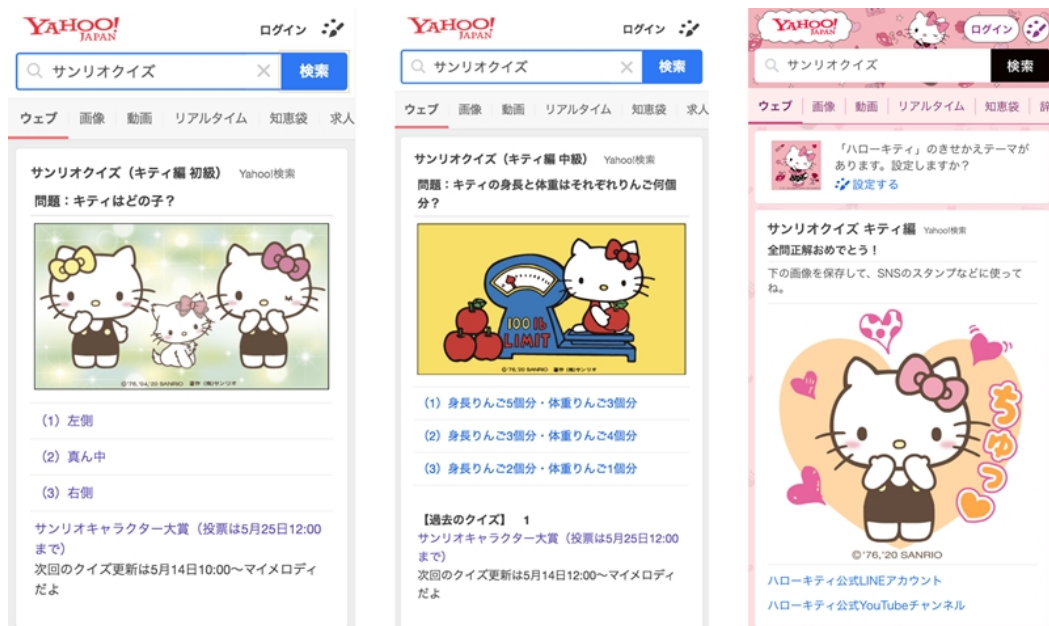 YAHOO!
JAPAN
ログイン
サンリオクイズ
検索
ウェブ 画像 動画 リアルタイム 知恵袋 求人
サンリオクイズ（キティ編 初級） Yahoo!検索
問題：キティはどの子？
©'76,'04,'20 SANRIO 著作 (株)サンリオ
（1）左側
（2）真ん中
（3）右側
サンリオキャラクター大賞（投票は5月25日12:00
まで）
次回のクイズ更新は5月14日10:00～マイメロディ
だよ
YAHOO!
JAPAN
ログイン
サンリオクイズ
検索
ウェブ 画像 動画 リアルタイム 知恵袋 求人
サンリオクイズ（キティ編 中級） Yahoo!検索
問題：キティの身長と体重はそれぞれりんご何個
分？
100 lb
LIMIT
©'76,'20 SANRIO 著作 (株)サンリオ
（1）身長りんご5個分・体重りんご3個分
（2）身長りんご3個分・体重りんご4個分
（3）身長りんご2個分・体重りんご1個分
【過去のクイズ】 1
サンリオキャラクター大賞（投票は5月25日12:00
まで）
次回のクイズ更新は5月14日12:00～マイメロディ
だよ
YAHOO!
JAPAN
ログイン
サンリオクイズ
検索
ウェブ 画像 動画 リアルタイム 知恵袋
「ハローキティ」のきせかえテーマが
あります。設定しますか？
設定する
サンリオクイズ キティ編 Yahoo!検索
全問正解おめでとう！
下の画像を保存して、SNSのスタンプなどに使って
ね。
ちゅっ
©'76,'20 SANRIO
ハローキティ公式LINEアカウント
ハローキティ公式YouTubeチャンネル